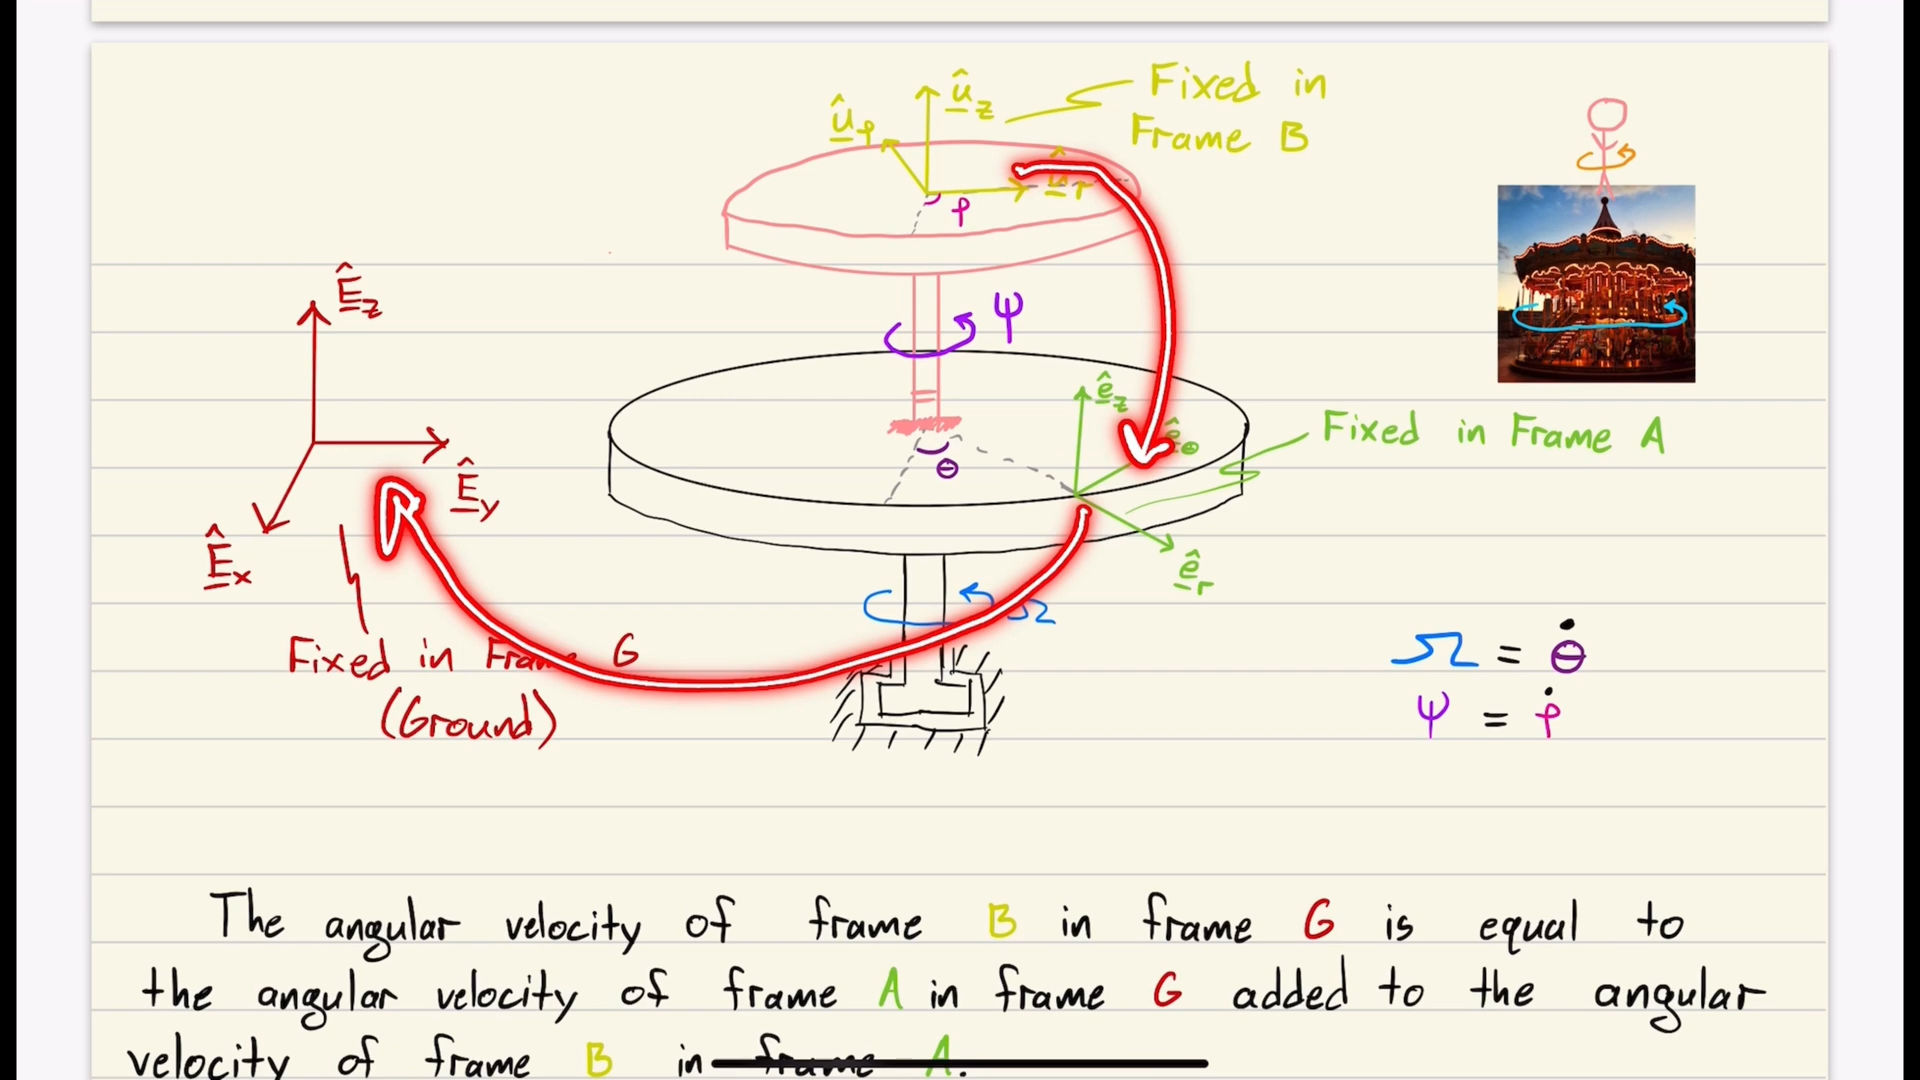 û_z
Fixed in
û_φ
Frame B
û_r
φ
Ê_z
ψ
ê_z
ê_θ
Fixed in Frame A
θ
Ê_y
Ê_x
ê_r
Ω
Fixed in Frame G
(Ground)
Ω = θ̇
ψ = φ̇
The angular velocity of frame B in frame G is equal to
the angular velocity of frame A in frame G added to the angular
velocity of frame B in frame A.